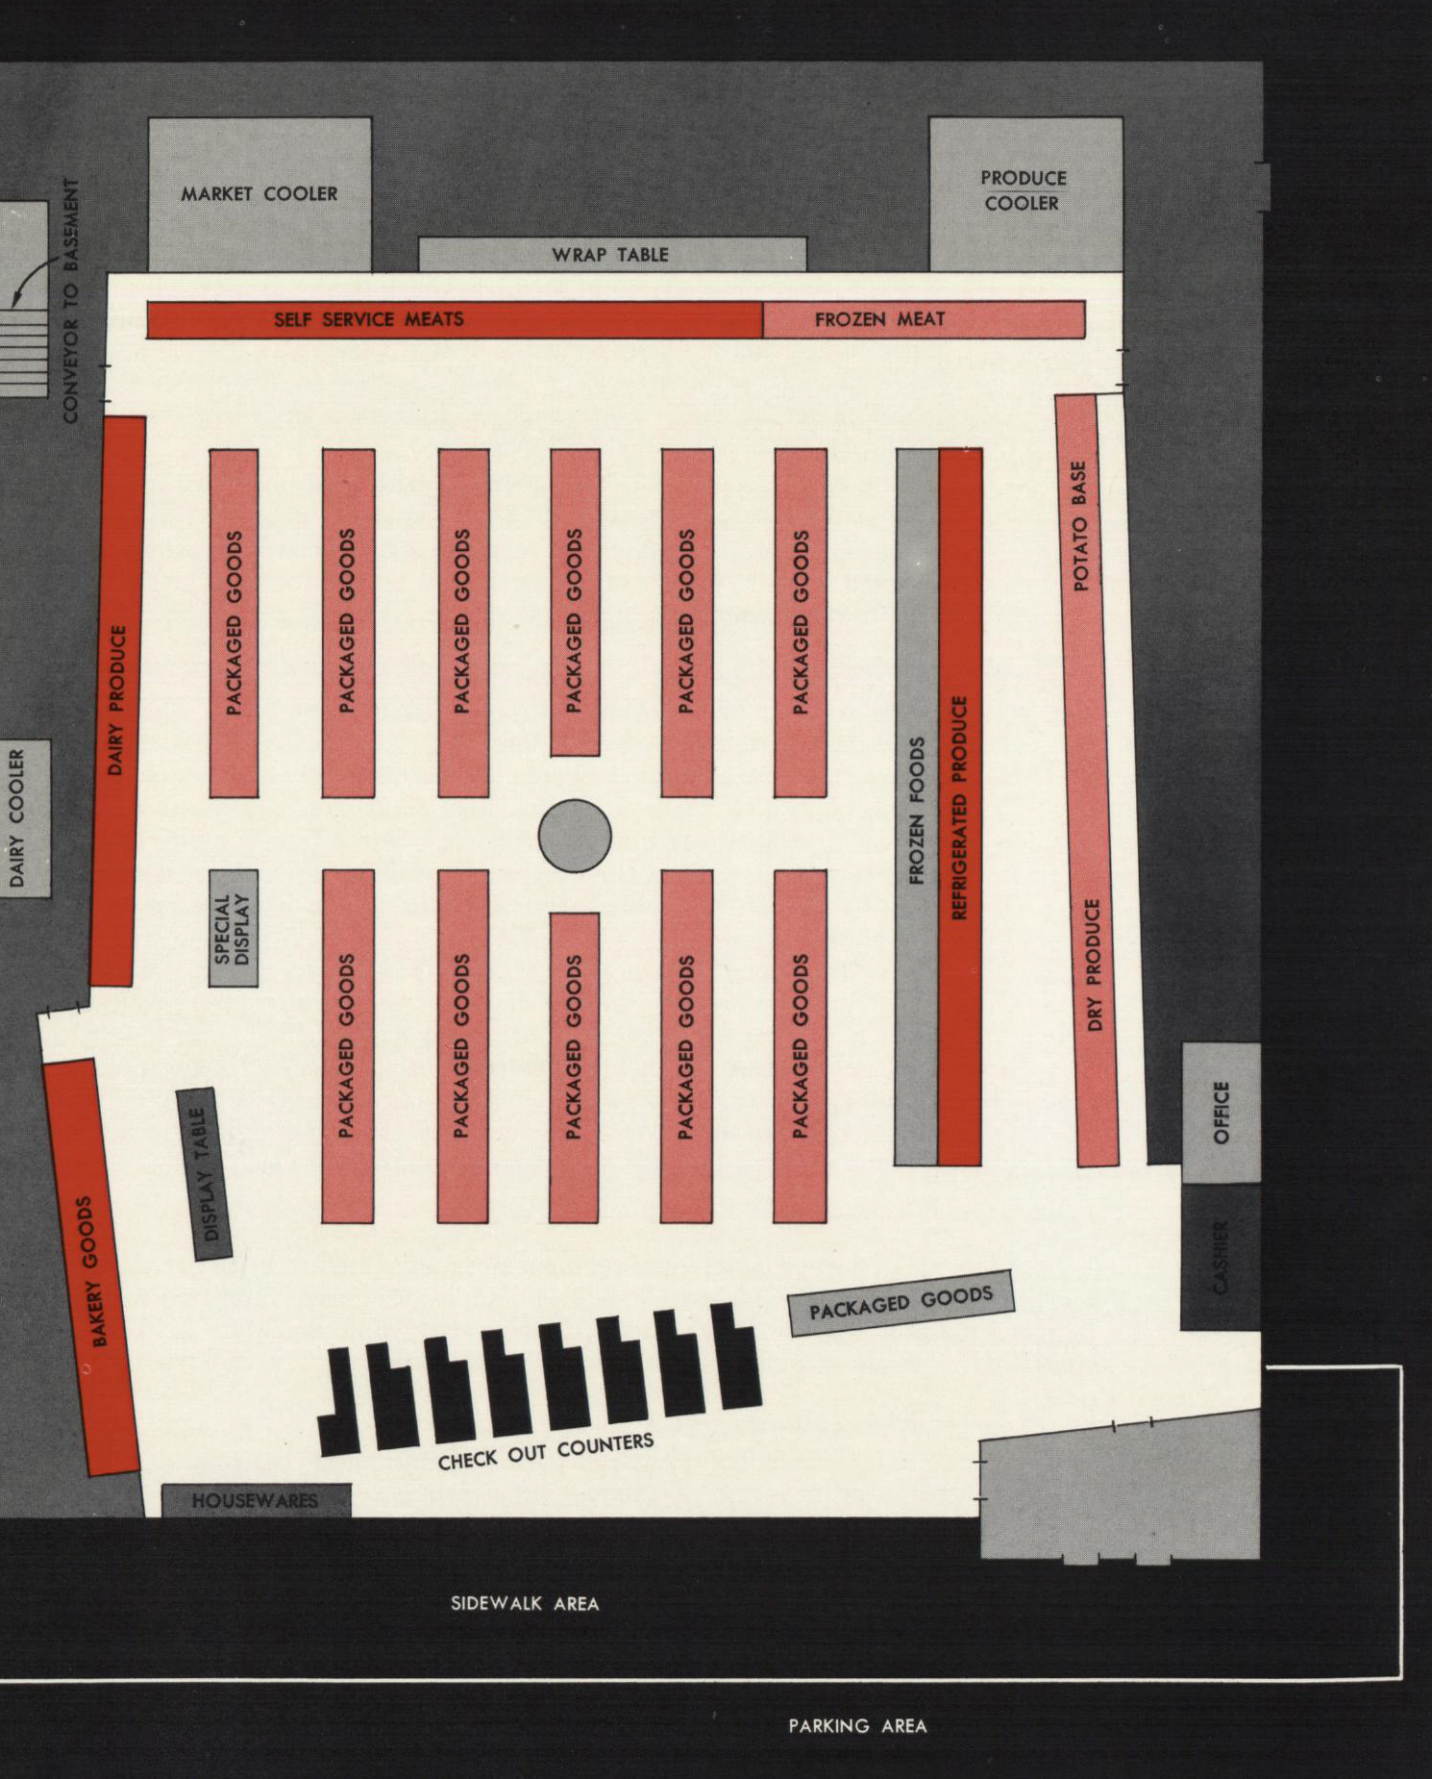 MARKET COOLER
PRODUCE
COOLER
WRAP TABLE
CONVEYOR TO BASEMENT
SELF SERVICE MEATS
FROZEN MEAT
DAIRY PRODUCE
PACKAGED GOODS
PACKAGED GOODS
PACKAGED GOODS
PACKAGED GOODS
PACKAGED GOODS
PACKAGED GOODS
FROZEN FOODS
REFRIGERATED PRODUCE
POTATO BASE
DRY PRODUCE
DAIRY COOLER
SPECIAL
DISPLAY
PACKAGED GOODS
PACKAGED GOODS
PACKAGED GOODS
PACKAGED GOODS
PACKAGED GOODS
OFFICE
CASHIER
DISPLAY TABLE
BAKERY GOODS
PACKAGED GOODS
CHECK OUT COUNTERS
HOUSEWARES
SIDEWALK AREA
PARKING AREA